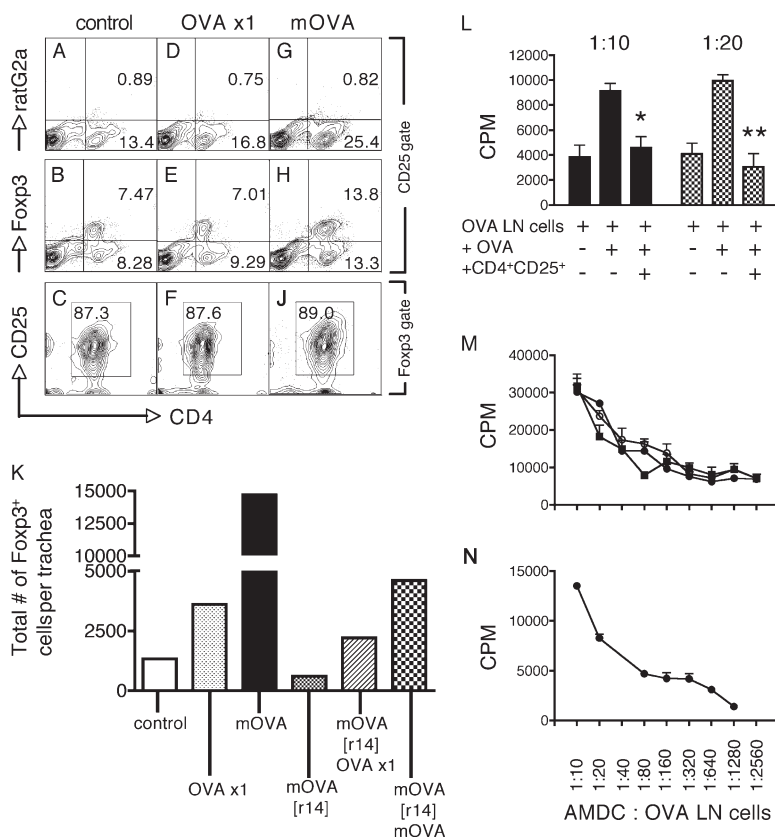 control OVA x1 mOVA
ratG2a
A 0.89 13.4
D 0.75 16.8
G 0.82 25.4
CD25 gate
Foxp3
B 7.47 8.28
E 7.01 9.29
H 13.8 13.3
CD25
C 87.3
F 87.6
J 89.0
Foxp3 gate
CD4
K
Total # of Foxp3+
cellsper trachea
15000
12500
10000
5000
2500
0
control
OVA x1
mOVA
mOVA
[r14]
mOVA
[r14]
OVA x1
mOVA
[r14]
mOVA
L
1:10 1:20
CPM
12000
10000
8000
6000
4000
2000
0
* **
OVA LN cells + + + + + +
+ OVA - + + - + +
+CD4+CD25+ - - + - - +
M
CPM
40000
30000
20000
10000
0
N
CPM
15000
10000
5000
0
1:10 1:20 1:40 1:80 1:160 1:320 1:640 1:1280 1:2560
AMDC : OVA LN cells